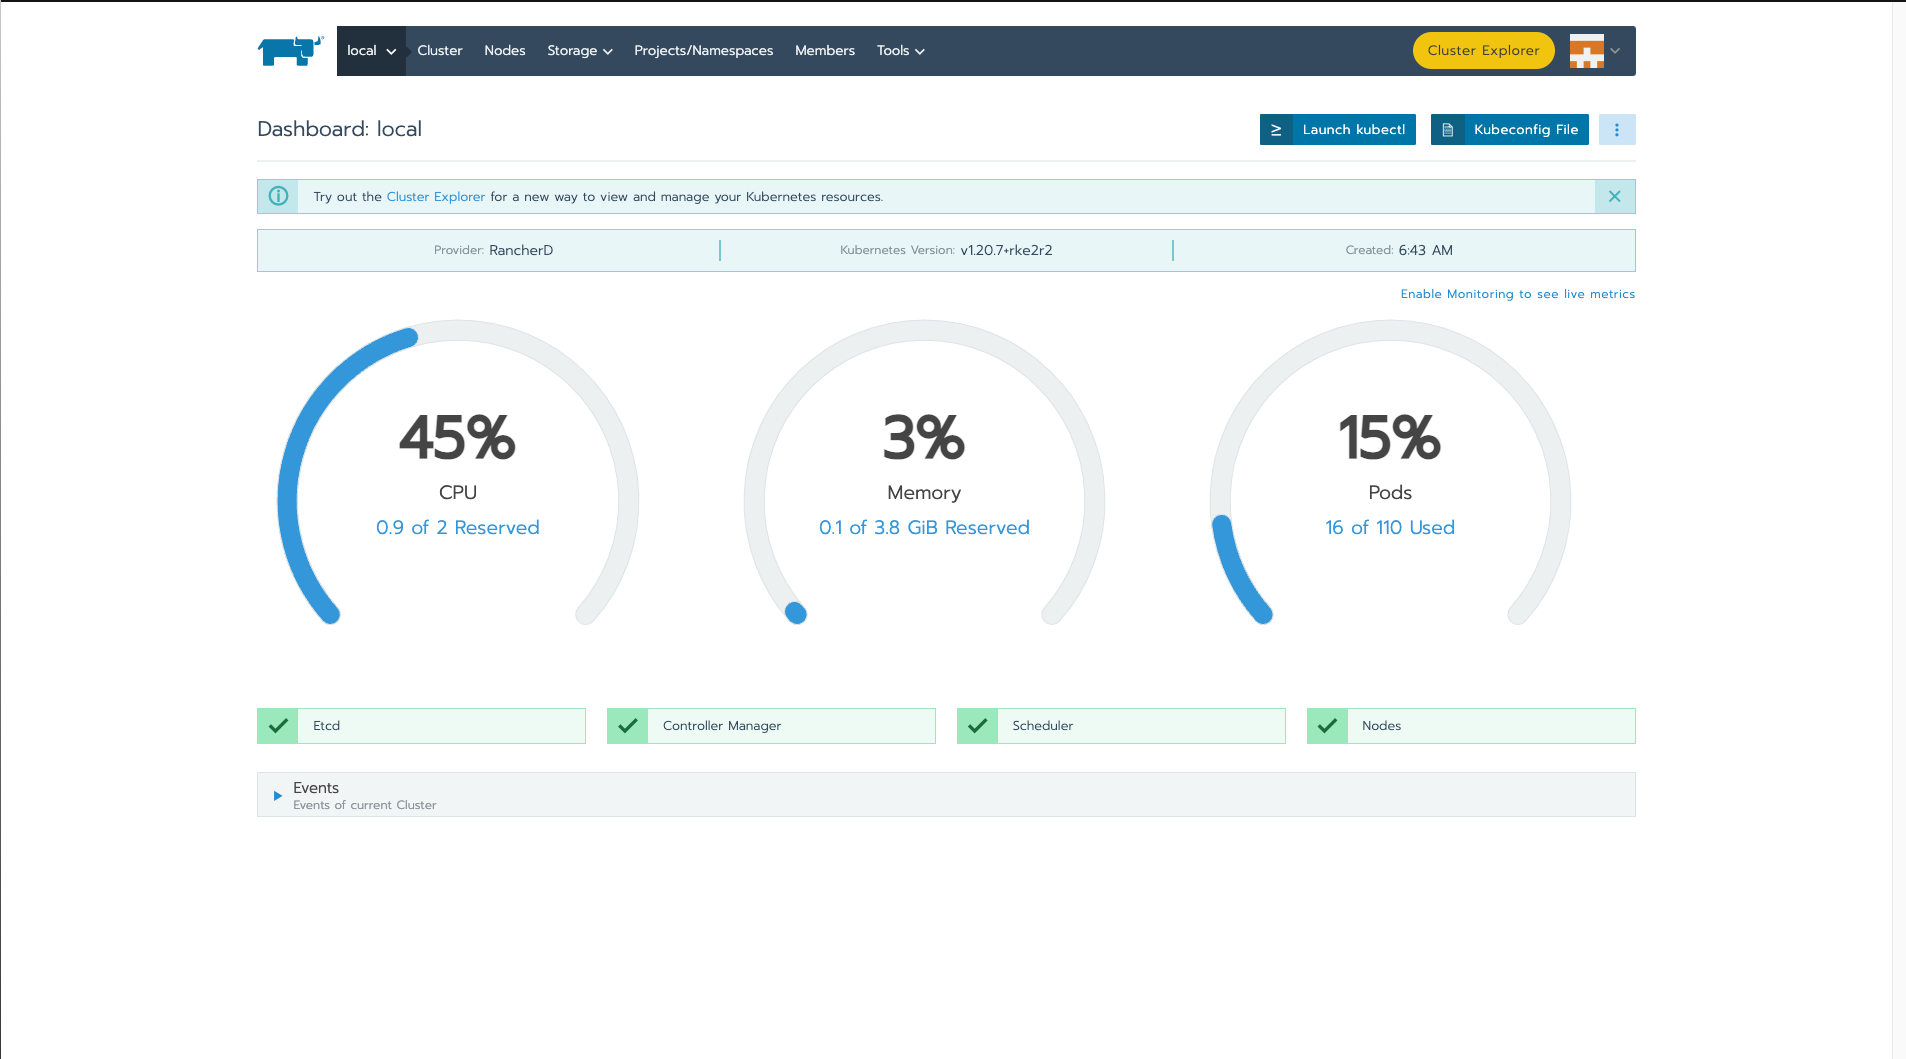 local Cluster Nodes Storage Projects/Namespaces Members Tools Cluster Explorer
Dashboard: local
Launch kubectl Kubeconfig File
Try out the Cluster Explorer for a new way to view and manage your Kubernetes resources.
Provider: RancherD Kubernetes Version: v1.20.7+rke2r2 Created: 6:43 AM
Enable Monitoring to see live metrics
45%
CPU
0.9 of 2 Reserved
3%
Memory
0.1 of 3.8 GiB Reserved
15%
Pods
16 of 110 Used
Etcd Controller Manager Scheduler Nodes
Events
Events of current Cluster